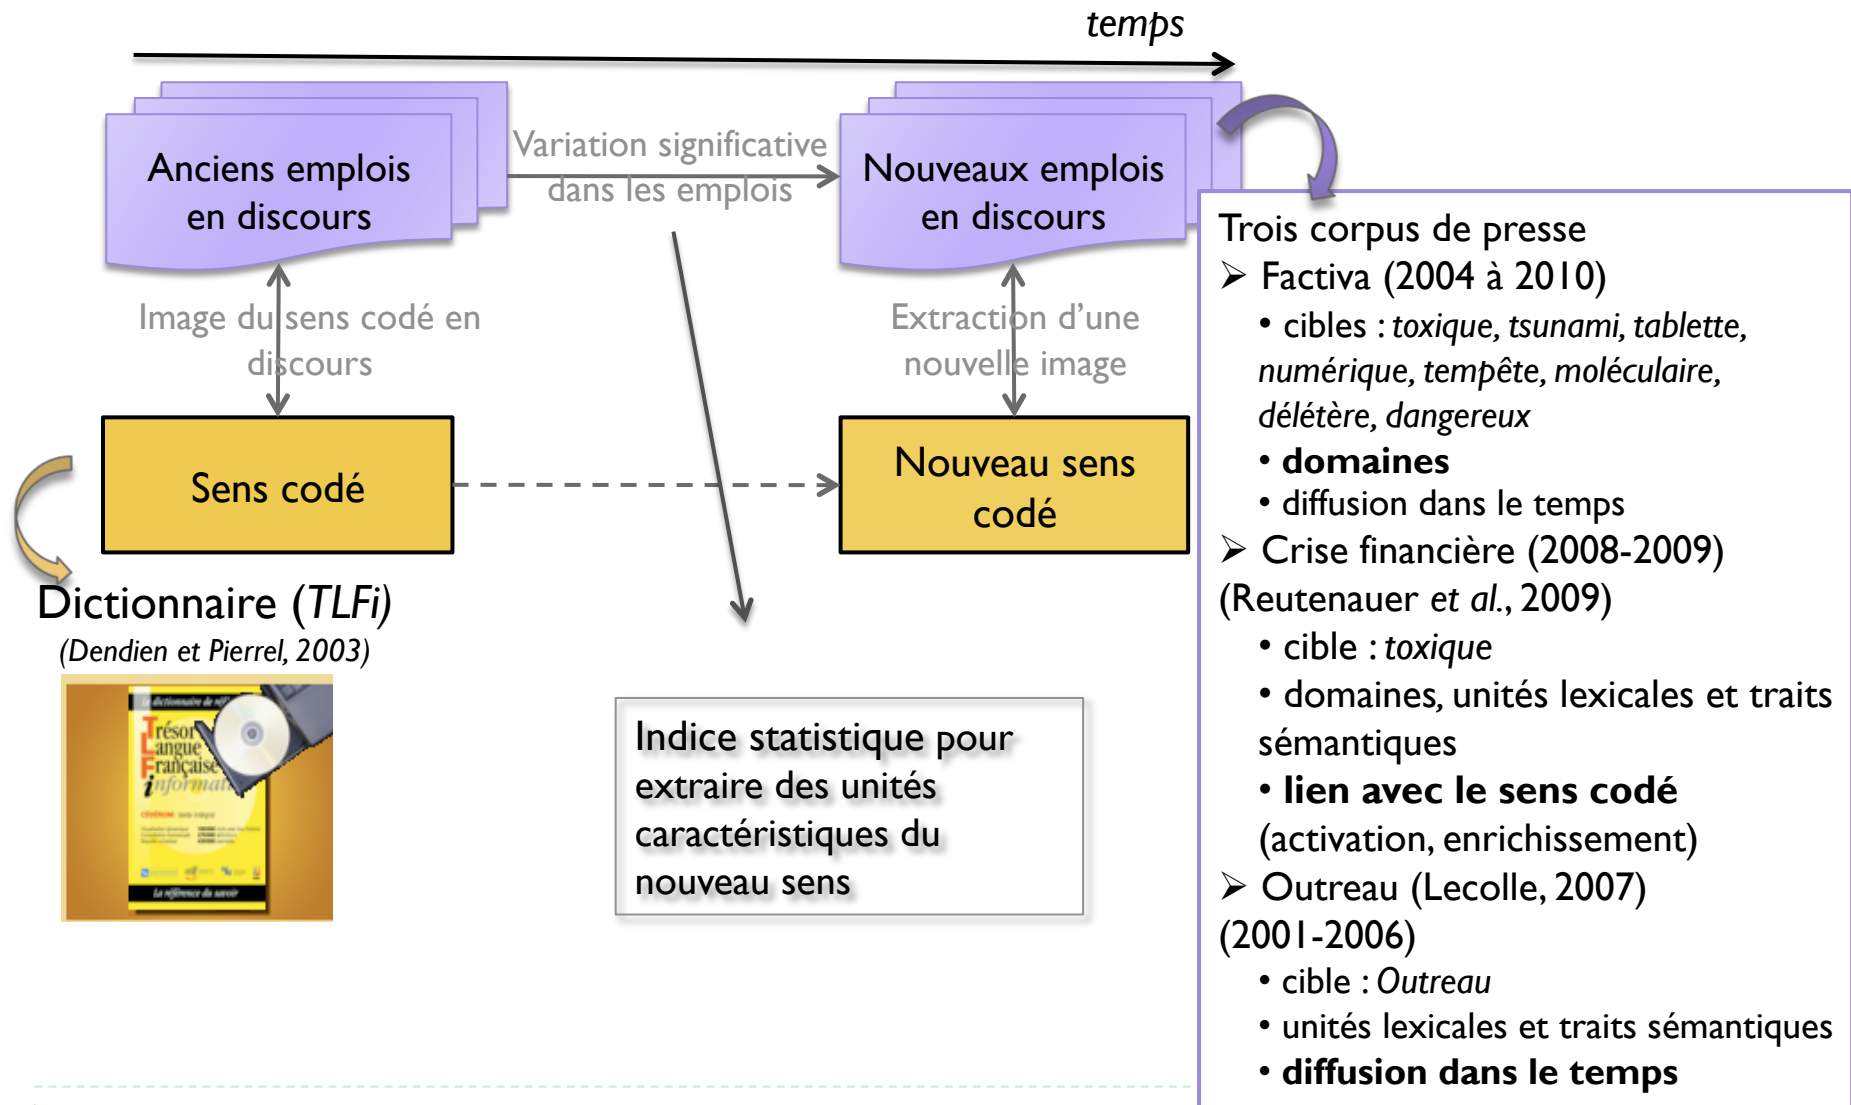 temps
Anciens emplois
en discours
Variation significative
dans les emplois
Nouveaux emplois
en discours
Image du sens codé en
discours
Extraction d’une
nouvelle image
Sens codé
Nouveau sens
codé
Dictionnaire (TLFi)
(Dendien et Pierrel, 2003)
Trésor
Langue
Française
informat
La référence du savoir
Indice statistique pour
extraire des unités
caractéristiques du
nouveau sens
Trois corpus de presse
➢ Factiva (2004 à 2010)
• cibles : toxique, tsunami, tablette,
numérique, tempête, moléculaire,
délétère, dangereux
• domaines
• diffusion dans le temps
➢ Crise financière (2008-2009)
(Reutenauer et al., 2009)
• cible : toxique
• domaines, unités lexicales et traits
sémantiques
• lien avec le sens codé
(activation, enrichissement)
➢ Outreau (Lecolle, 2007)
(2001-2006)
• cible : Outreau
• unités lexicales et traits sémantiques
• diffusion dans le temps